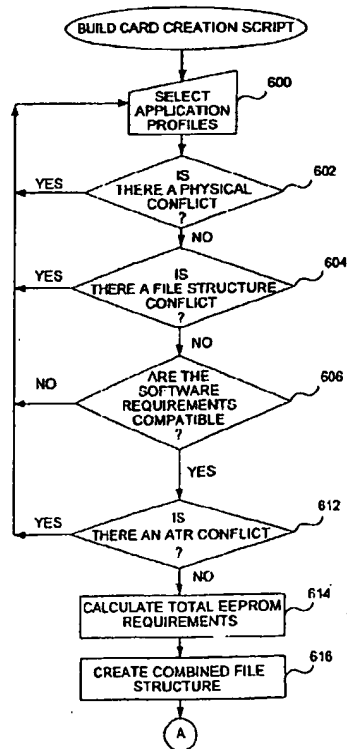 BUILD CARD CREATION SCRIPT
600
SELECT
APPLICATION
PROFILES
602
IS
THERE A PHYSICAL
CONFLICT
?
YES
NO
604
IS
THERE A FILE STRUCTURE
CONFLICT
?
YES
NO
606
ARE THE
SOFTWARE
REQUIREMENTS
COMPATIBLE
?
NO
YES
612
IS
THERE AN ATR CONFLICT
?
YES
NO
614
CALCULATE TOTAL EEPROM
REQUIREMENTS
616
CREATE COMBINED FILE
STRUCTURE
A